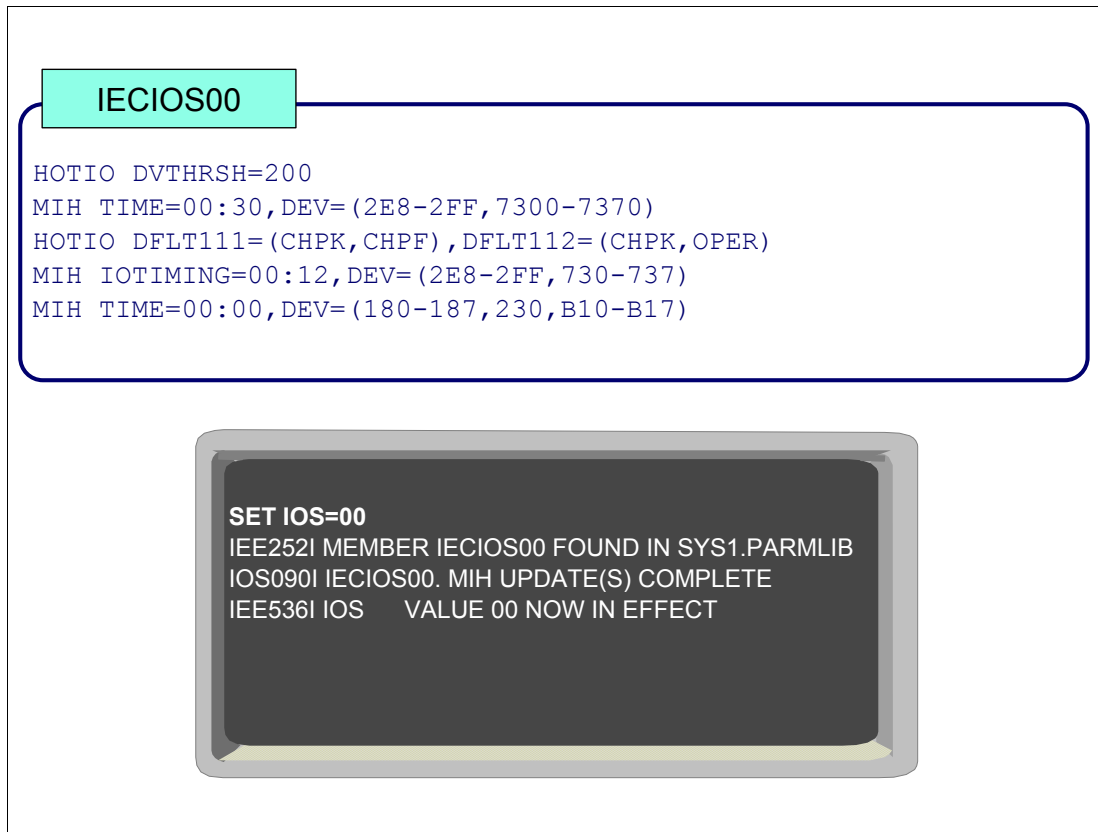 IECIOS00
HOTIO DVTHRSH=200
MIH TIME=00:30,DEV=(2E8-2FF,7300-7370)
HOTIO DFLT111=(CHPK,CHPF),DFLT112=(CHPK,OPER)
MIH IOTIMING=00:12,DEV=(2E8-2FF,730-737)
MIH TIME=00:00,DEV=(180-187,230,B10-B17)
SET IOS=00
IEE252I MEMBER IECIOS00 FOUND IN SYS1.PARMLIB
IOS090I IECIOS00. MIH UPDATE(S) COMPLETE
IEE536I IOS VALUE 00 NOW IN EFFECT